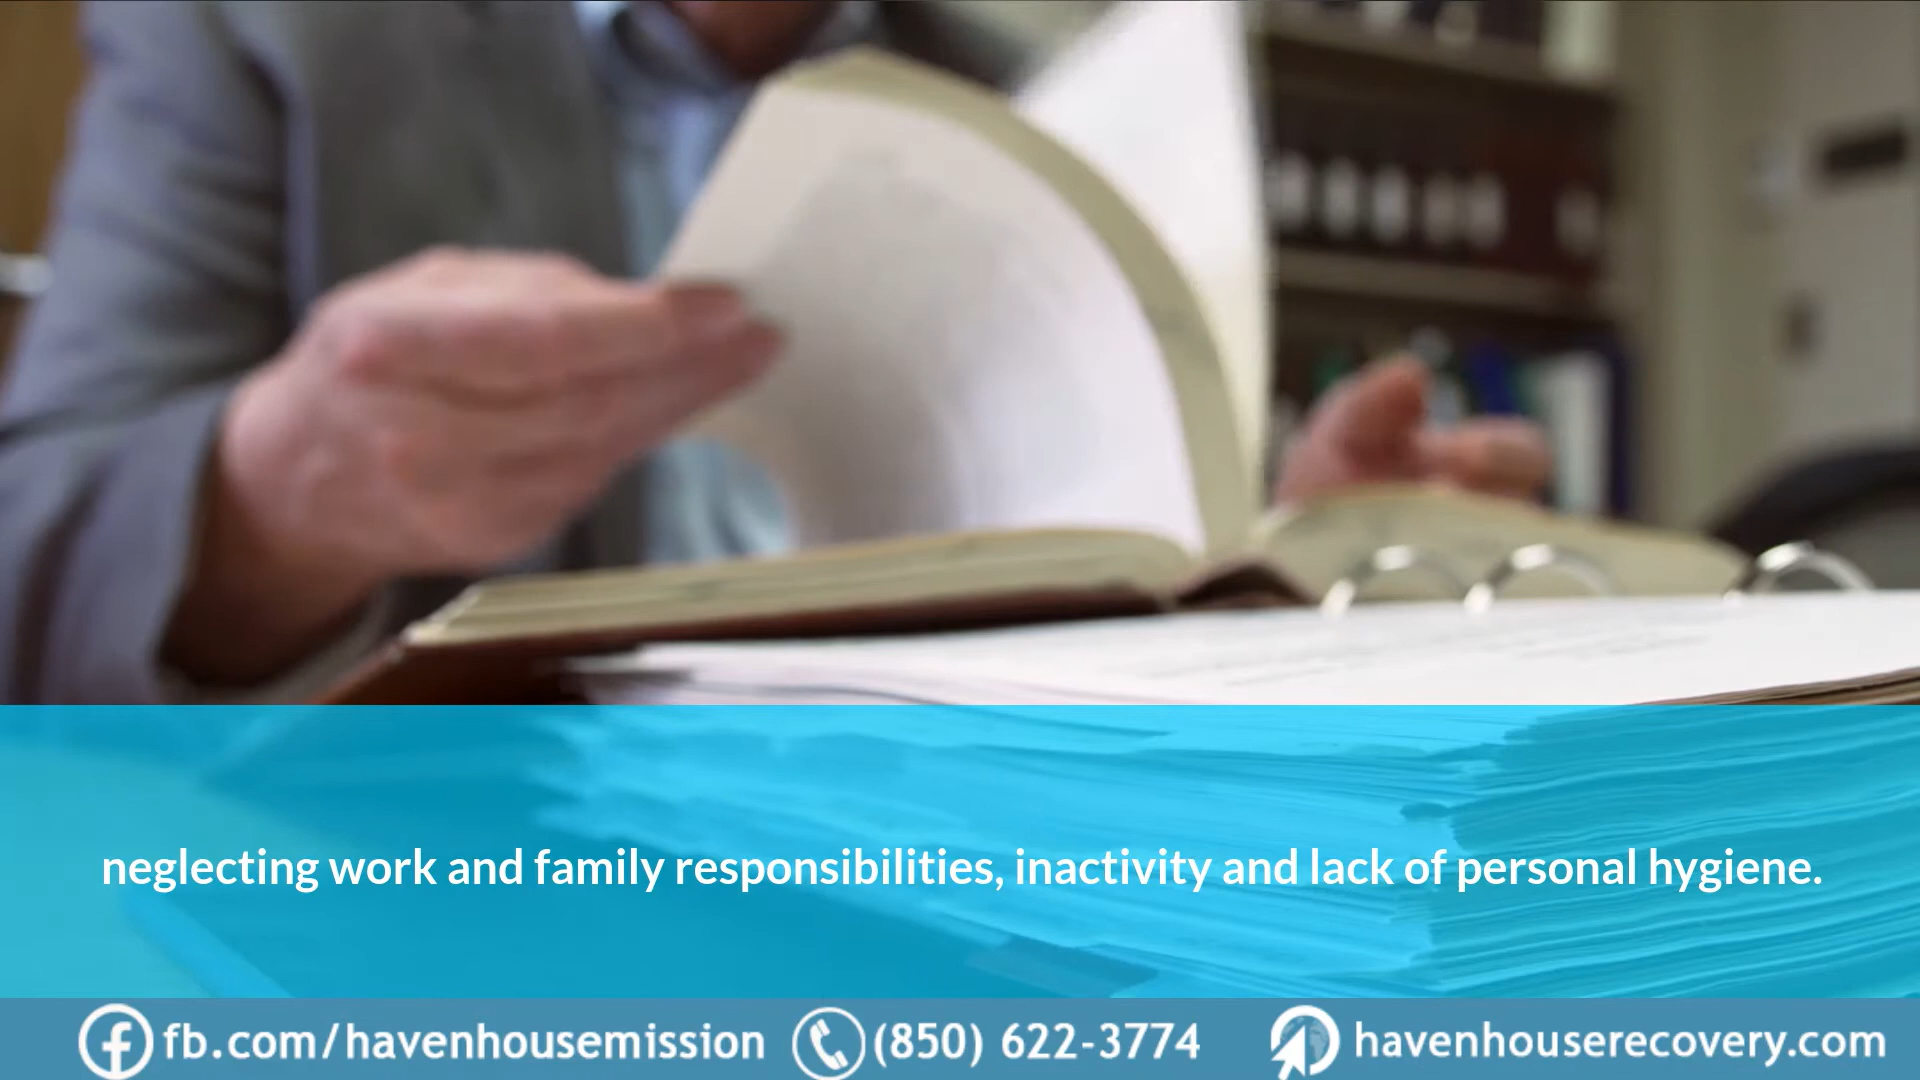 neglecting work and family responsibilities, inactivity and lack of personal hygiene.
fb.com/havenhousemission (850) 622-3774 havenhouserecovery.com